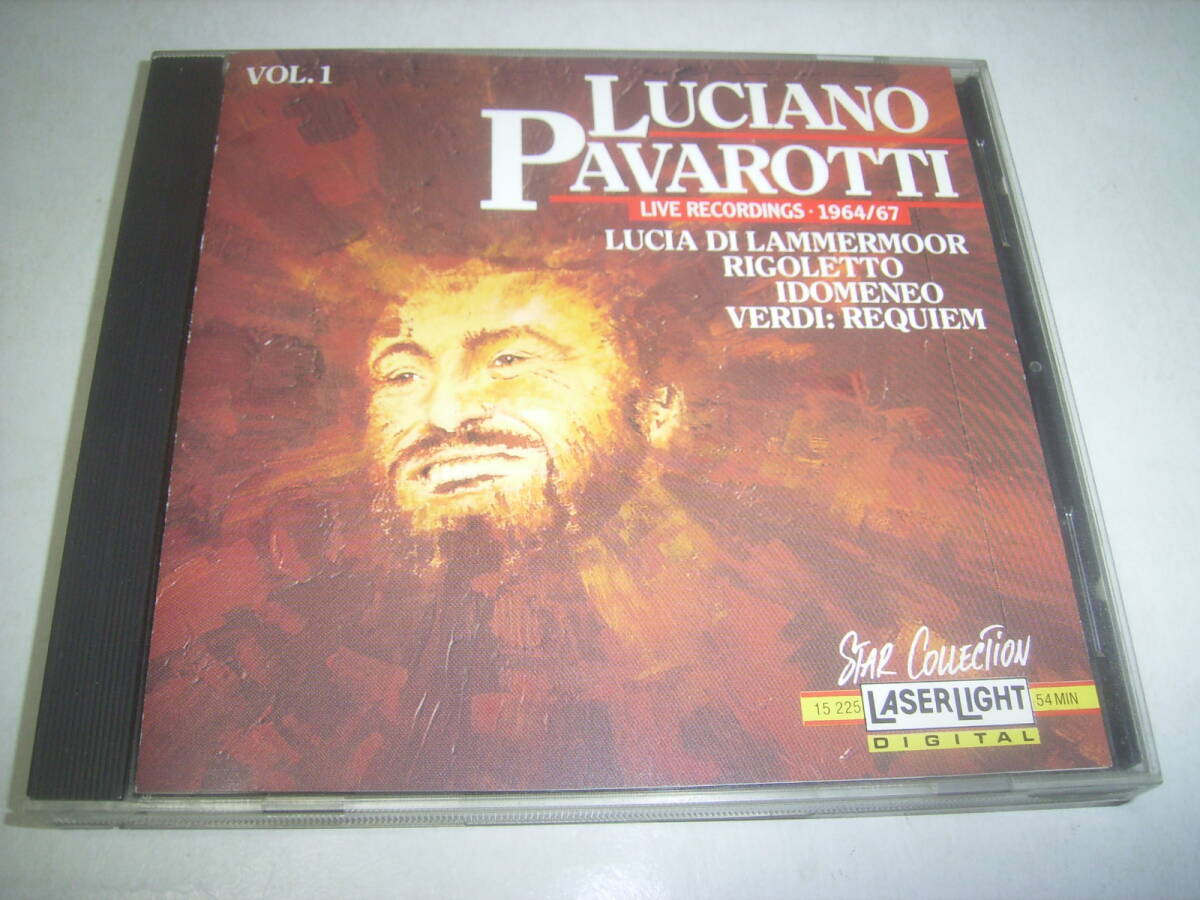 VOL.1
LUCIANO
PAVAROTTI
LIVE RECORDINGS · 1964/67
LUCIA DI LAMMERMOOR
RIGOLETTO
IDOMENEO
VERDI: REQUIEM
STAR COLLECTION
15 225 LASERLIGHT 54 MIN
DIGITAL